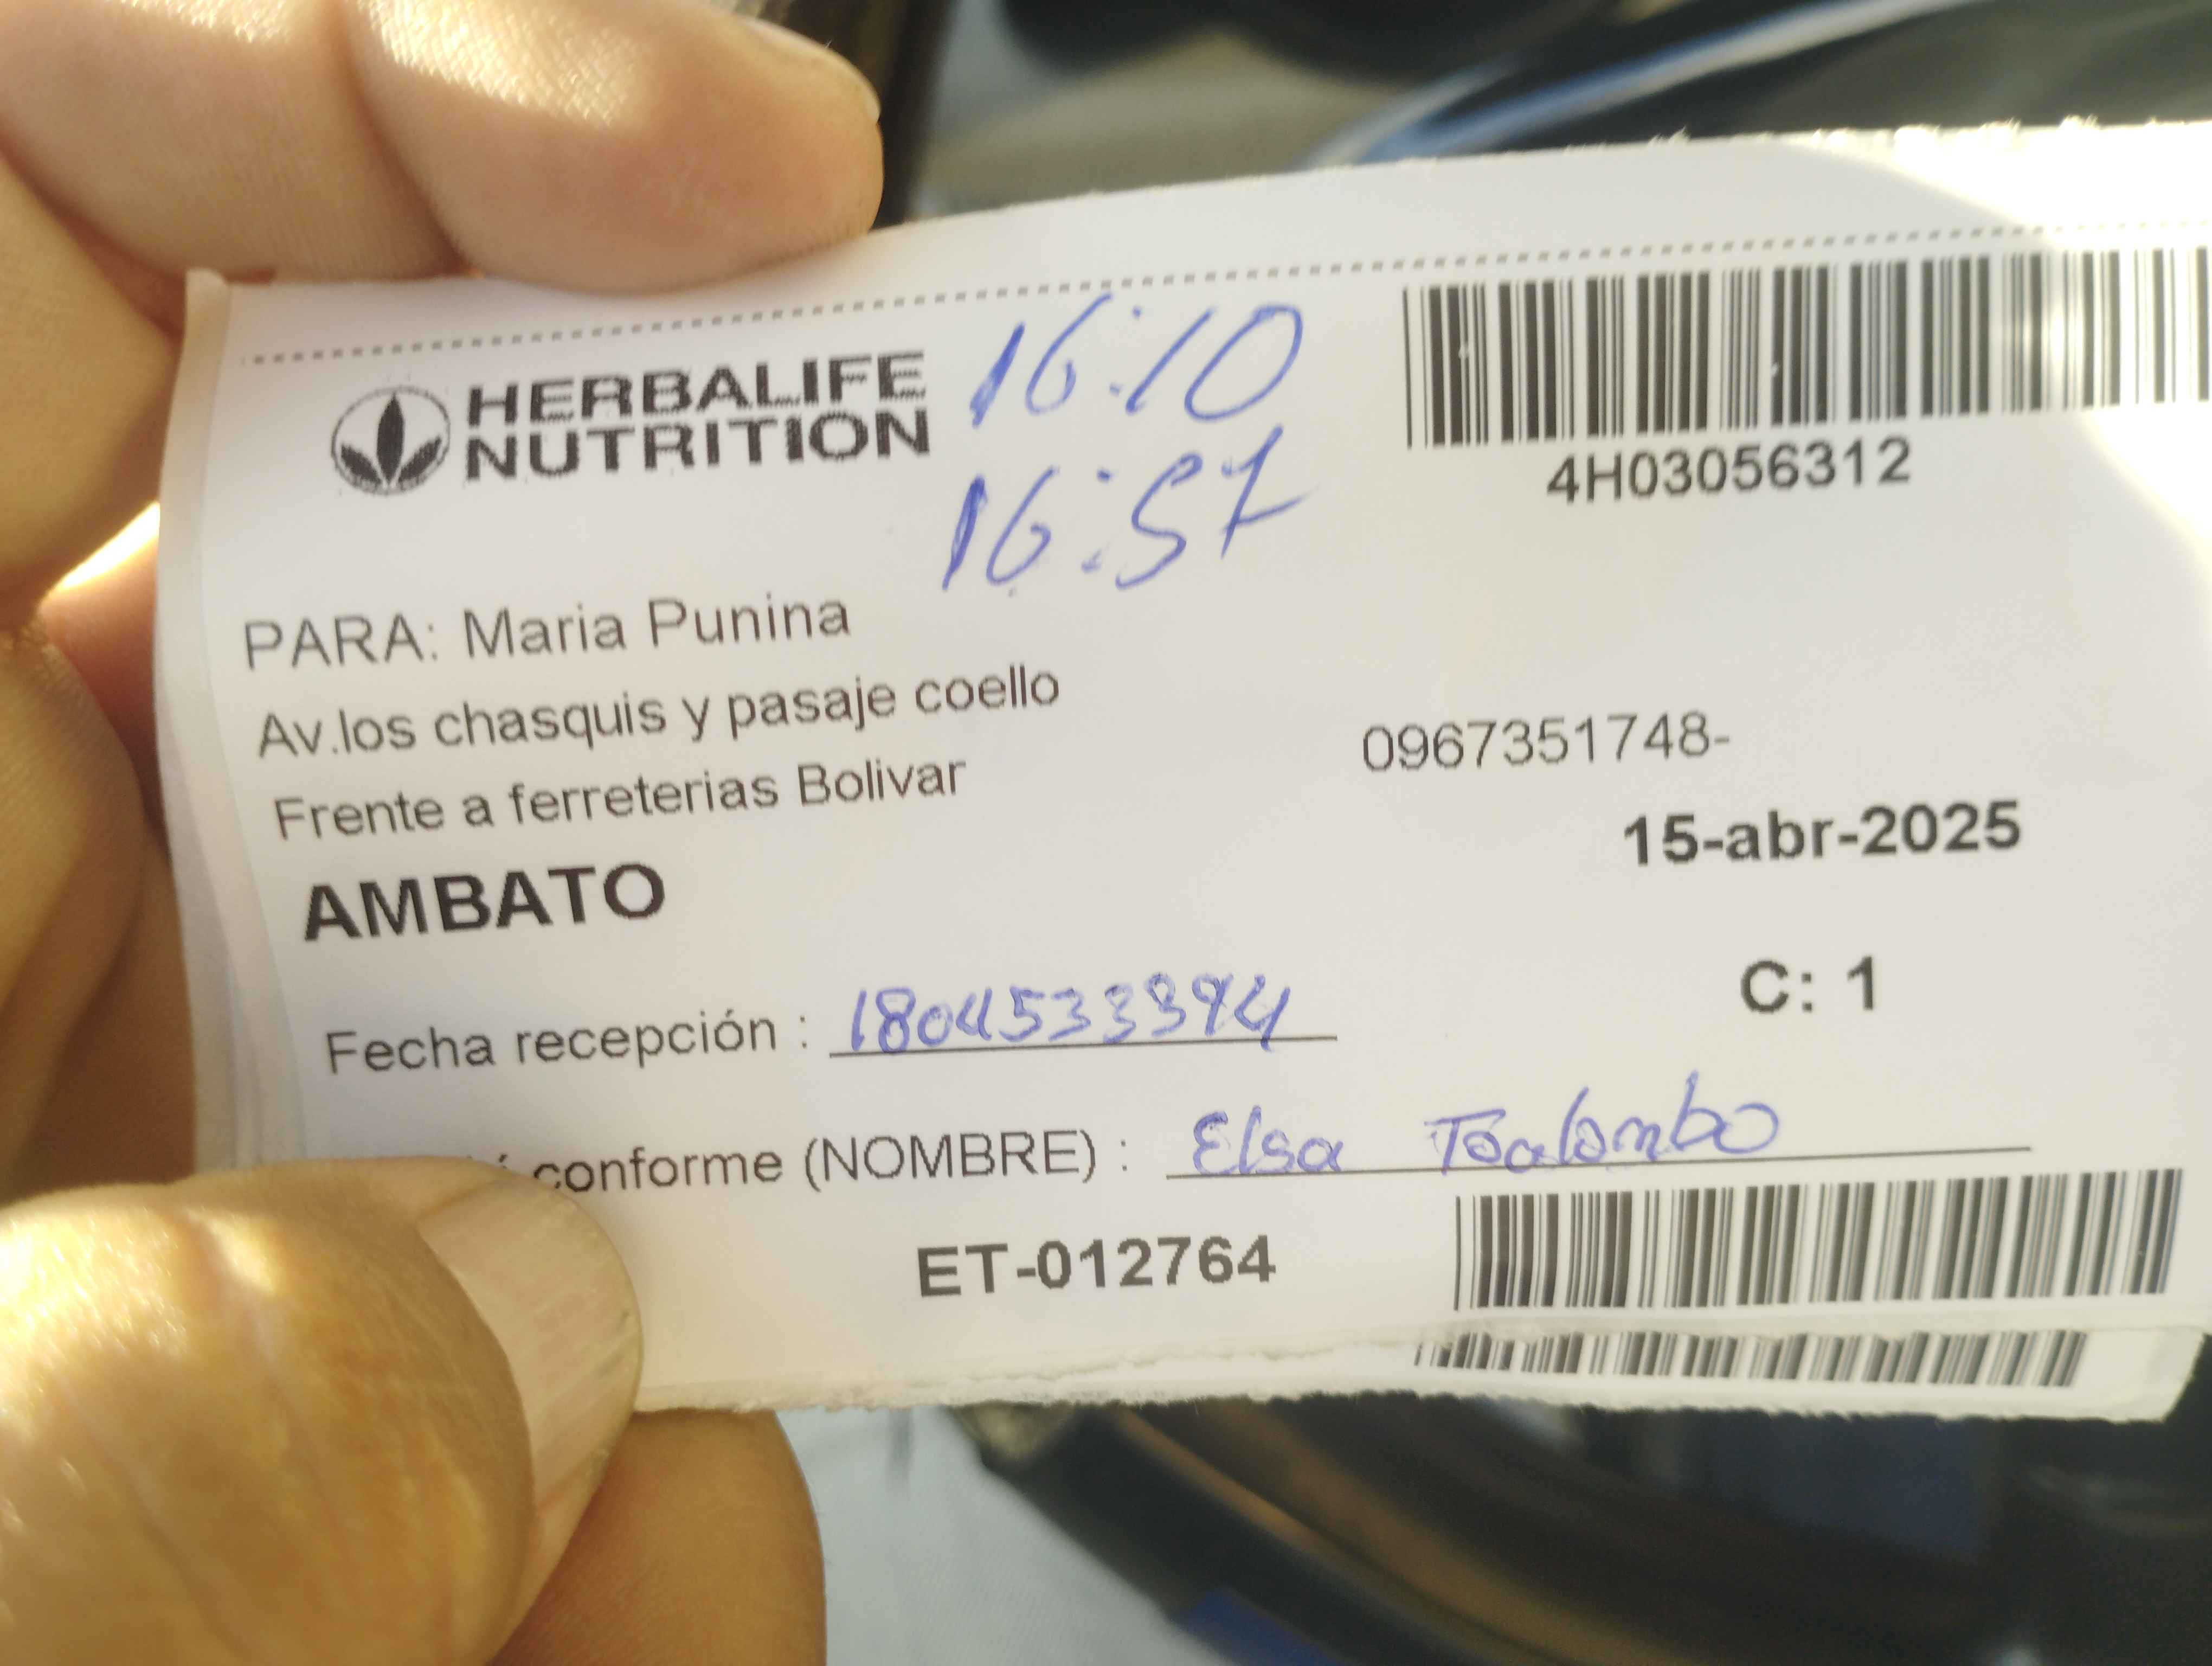 HERBALIFE
NUTRITION
16:10
16:57
4H03056312
PARA: Maria Punina
Av.los chasquis y pasaje coello
Frente a ferreterias Bolivar
0967351748-
AMBATO
15-abr-2025
C: 1
Fecha recepción : 1804533394
conforme (NOMBRE) : Elsa Toalombo
ET-012764